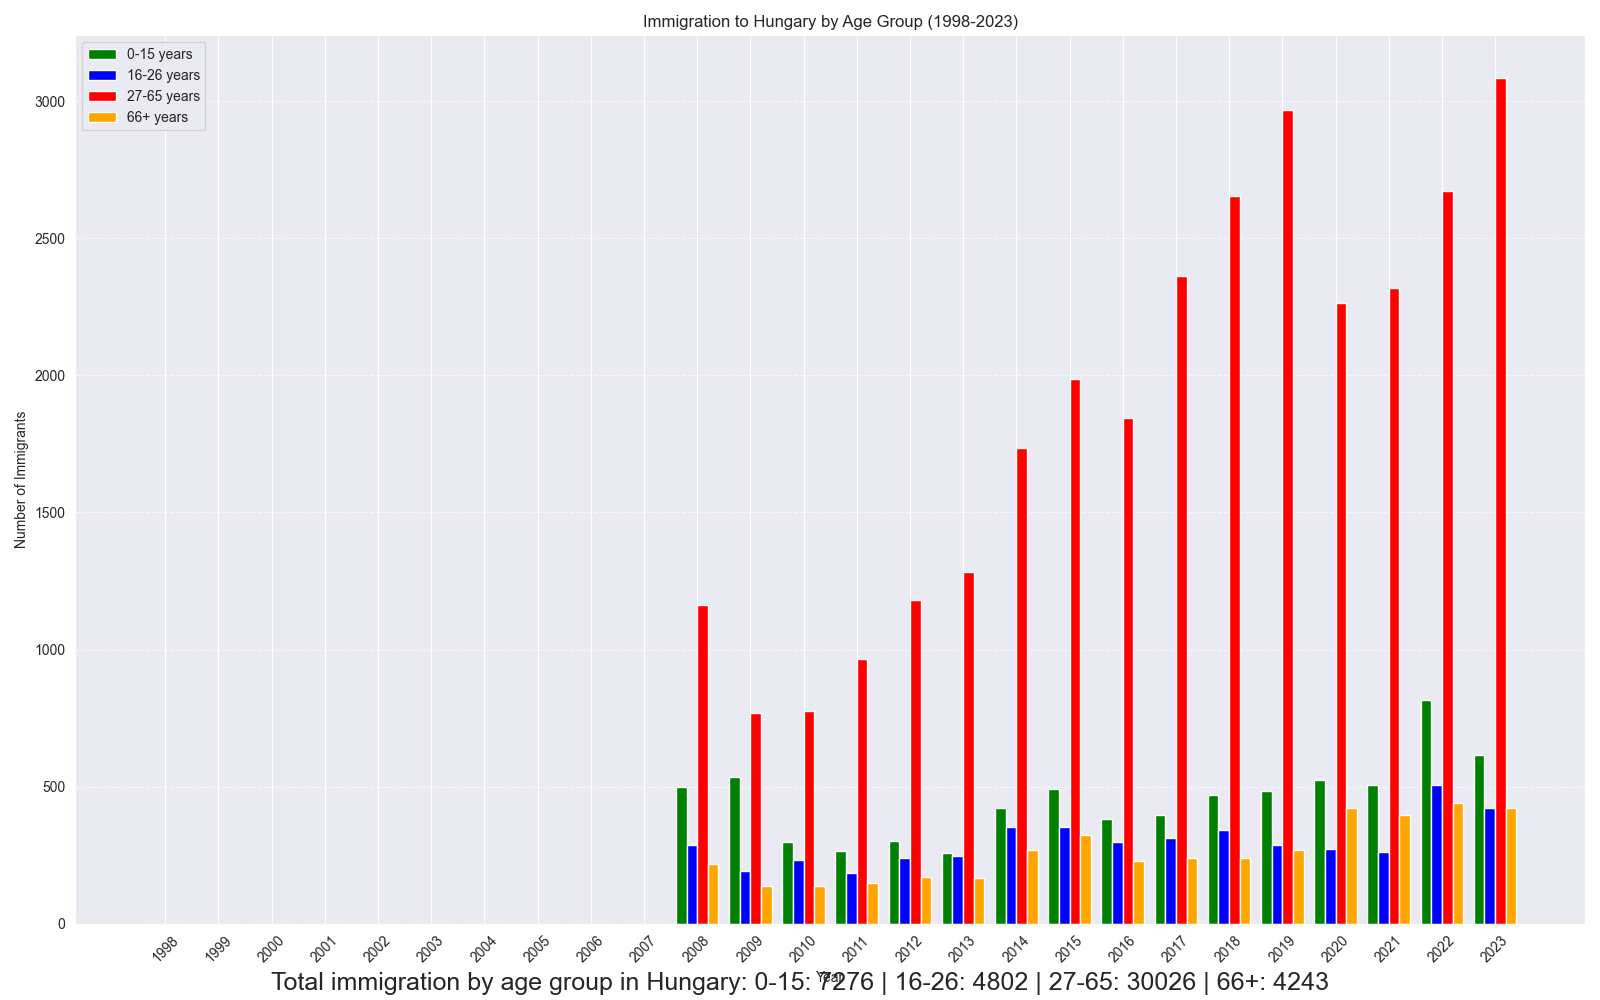 Immigration to Hungary by Age Group (1998-2023)
0-15 years
16-26 years
27-65 years
66+ years
Number of Immigrants
3000
2500
2000
1500
1000
500
0
1998 1999 2000 2001 2002 2003 2004 2005 2006 2007 2008 2009 2010 2011 2012 2013 2014 2015 2016 2017 2018 2019 2020 2021 2022 2023
Year
Total immigration by age group in Hungary: 0-15: 7276 | 16-26: 4802 | 27-65: 30026 | 66+: 4243